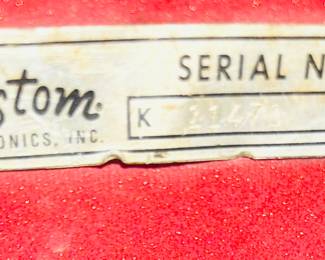 stom.
SERIAL N
K
ONICS, INC.